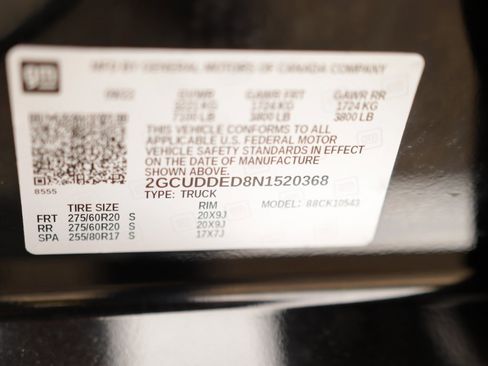 gm
MFD BY GENERAL MOTORS OF CANADA COMPANY
GVWR GAWR FRT GAWR RR
1724 KG 1724 KG
7100 LB 3800 LB 3800 LB
THIS VEHICLE CONFORMS TO ALL
APPLICABLE U.S. FEDERAL MOTOR
VEHICLE SAFETY STANDARDS IN EFFECT
ON THE DATE OF MANUFACTURE
SHOWN ABOVE.
8555
2GCUDDED8N1520368
TYPE: TRUCK
MODEL: 88CK10543
TIRE SIZE RIM
FRT 275/60R20 S 20X9J
RR 275/60R20 S 20X9J
SPA 255/80R17 S 17X7J